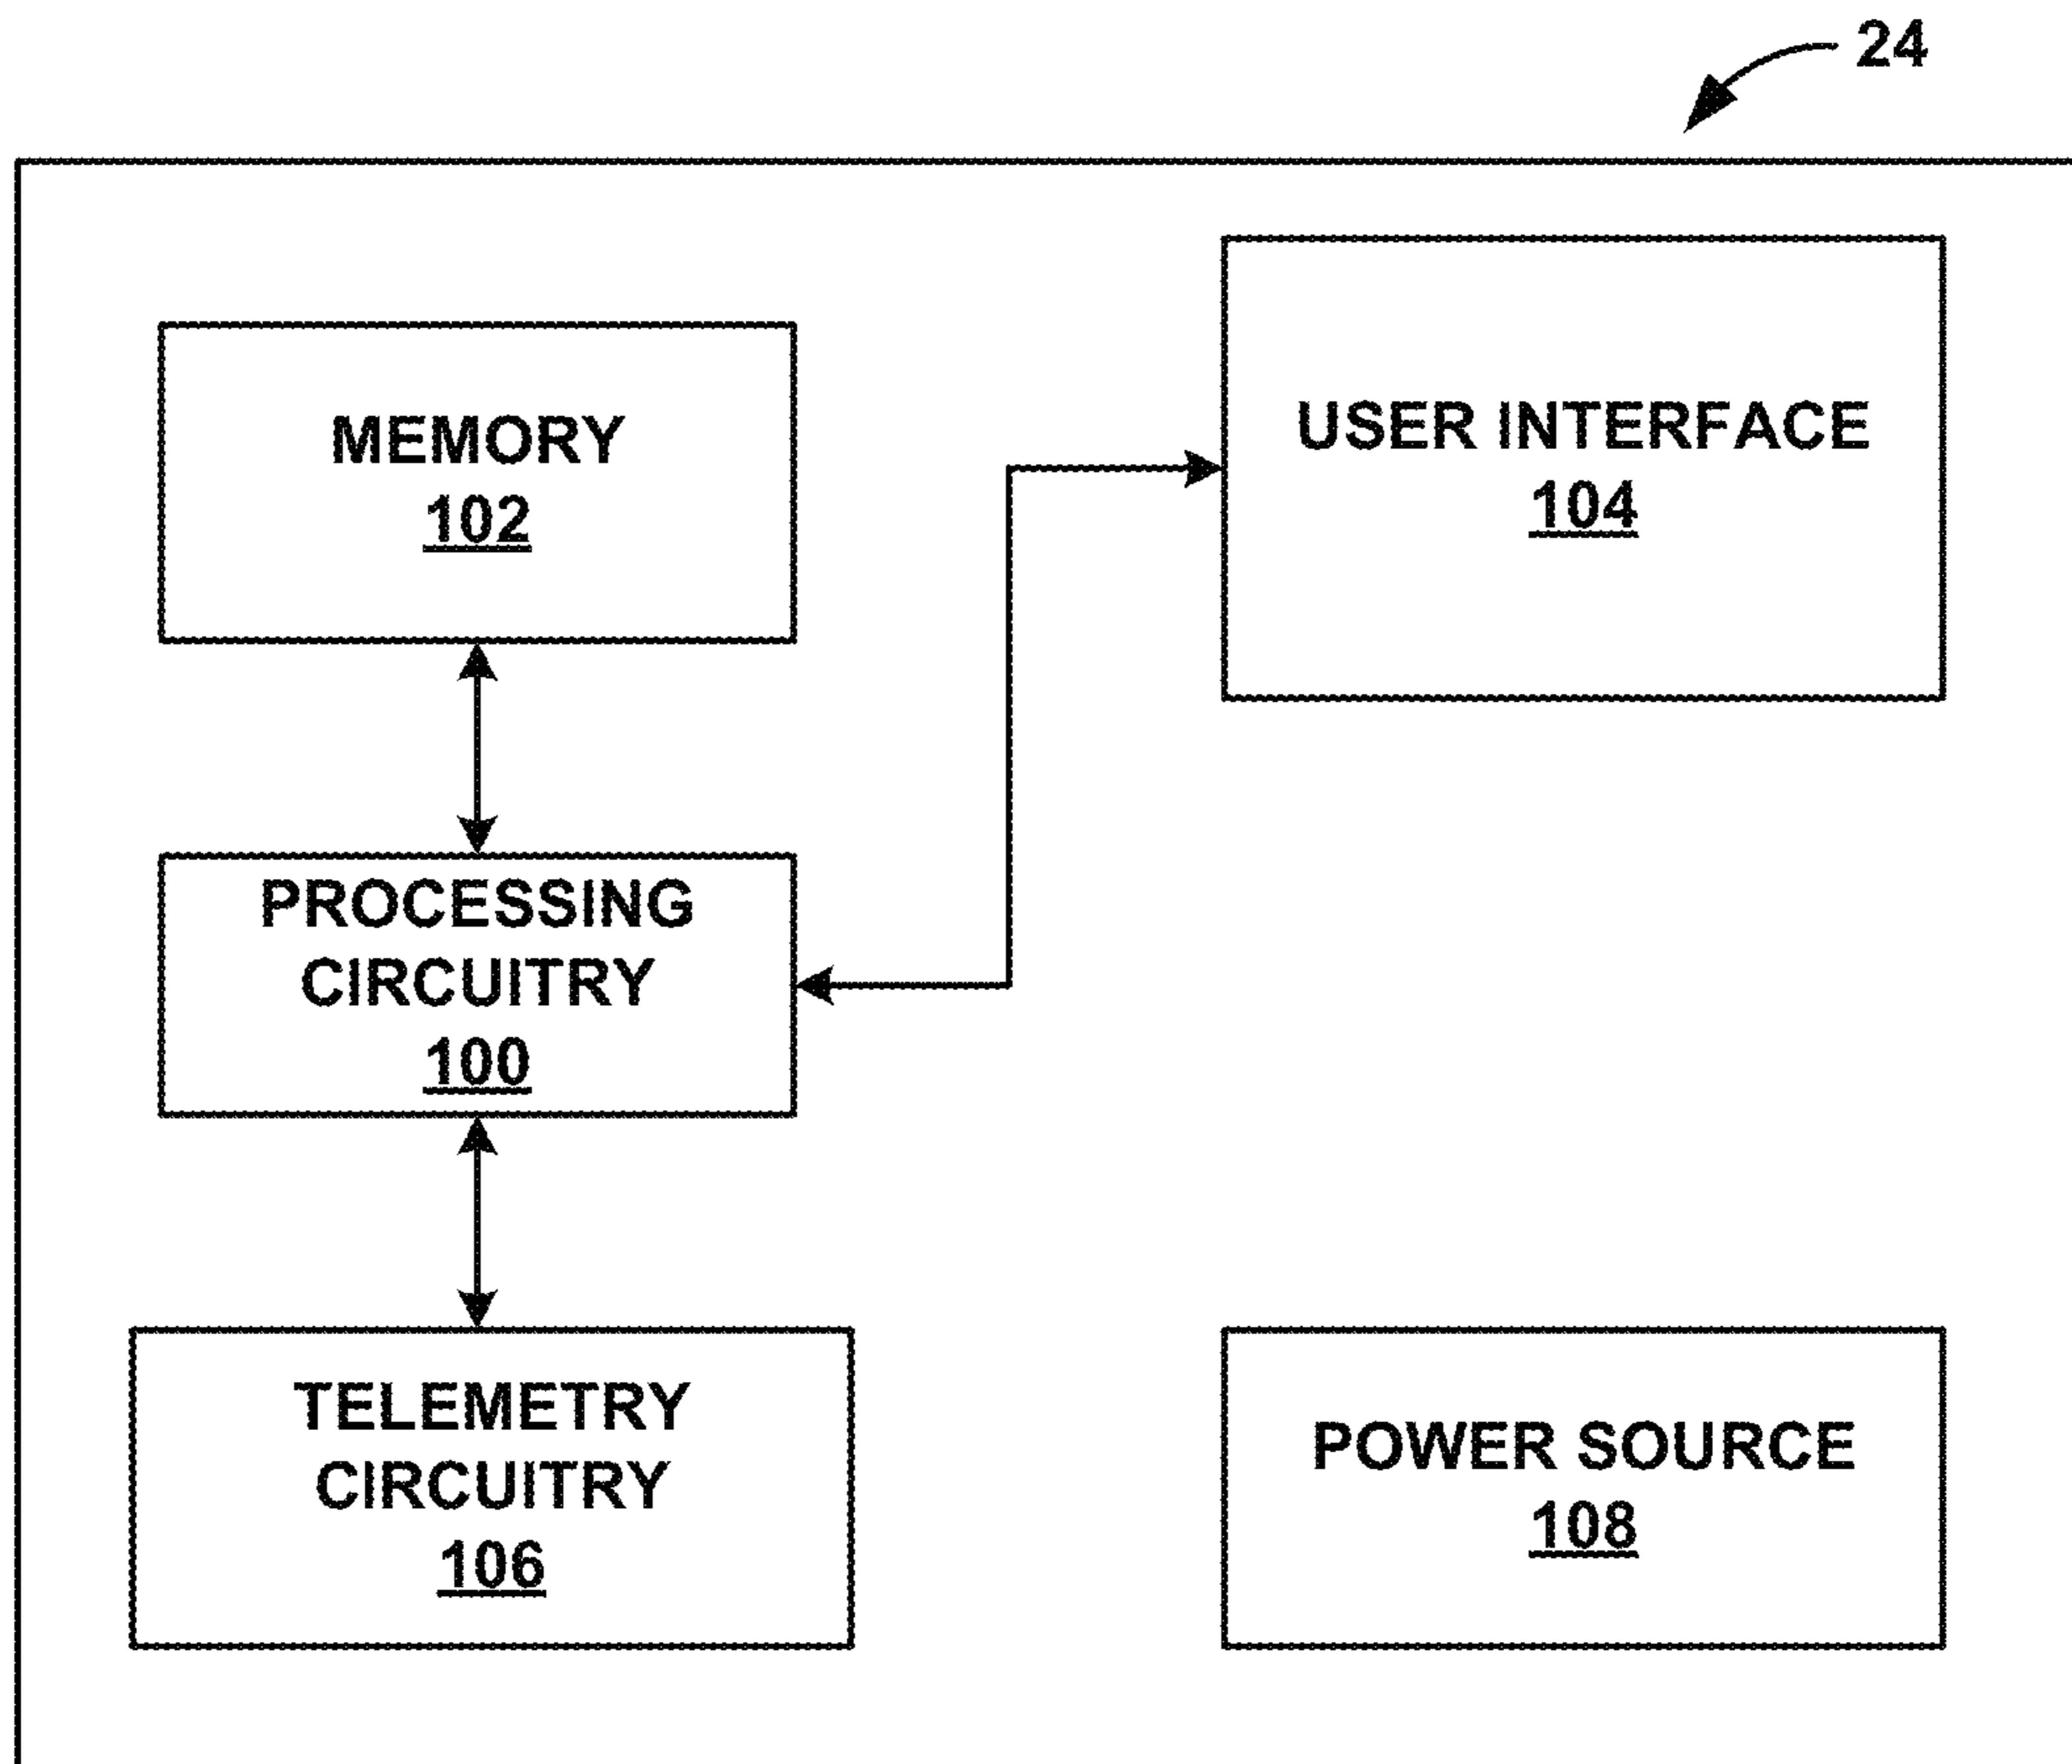 24
MEMORY
102
USER INTERFACE
104
PROCESSING
CIRCUITRY
100
TELEMETRY
CIRCUITRY
106
POWER SOURCE
108